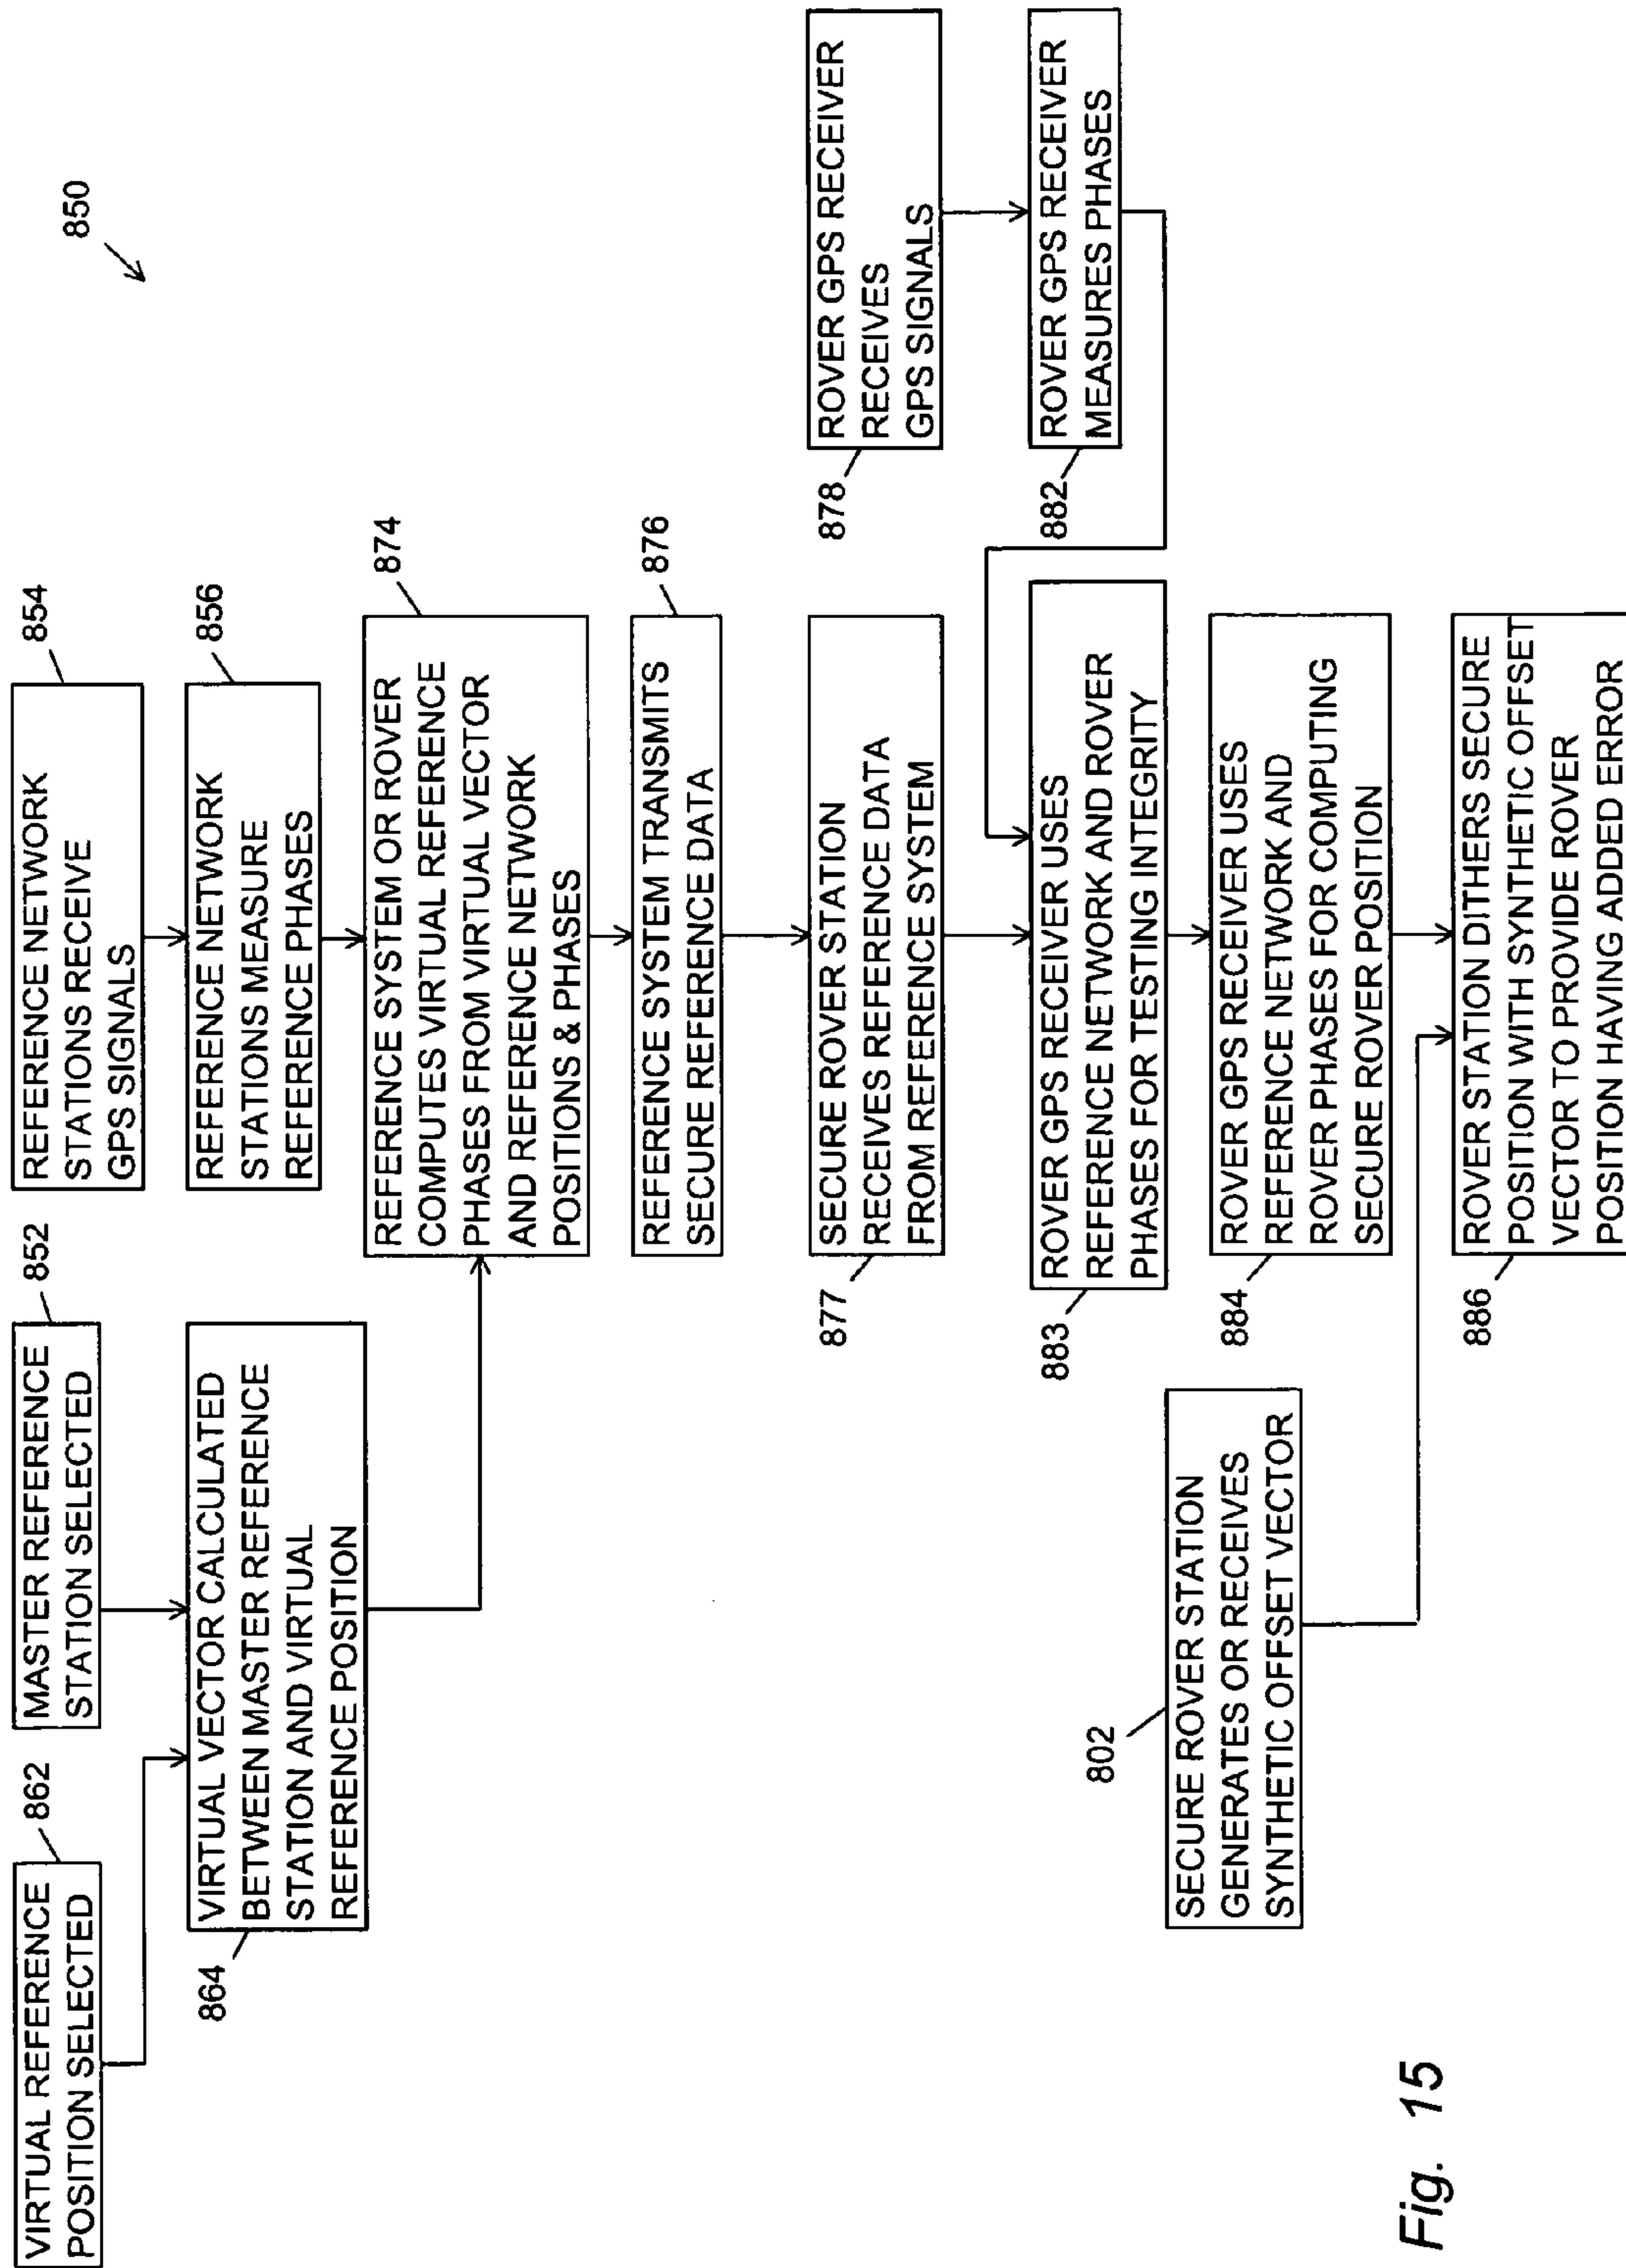 850
862
VIRTUAL REFERENCE
POSITION SELECTED
852
MASTER REFERENCE
STATION SELECTED
854
REFERENCE NETWORK
STATIONS RECEIVE
GPS SIGNALS
864
VIRTUAL VECTOR CALCULATED
BETWEEN MASTER REFERENCE
STATION AND VIRTUAL
REFERENCE POSITION
856
REFERENCE NETWORK
STATIONS MEASURE
REFERENCE PHASES
874
REFERENCE SYSTEM OR ROVER
COMPUTES VIRTUAL REFERENCE
PHASES FROM VIRTUAL VECTOR
AND REFERENCE NETWORK
POSITIONS & PHASES
876
REFERENCE SYSTEM TRANSMITS
SECURE REFERENCE DATA
877
SECURE ROVER STATION
RECEIVES REFERENCE DATA
FROM REFERENCE SYSTEM
878
ROVER GPS RECEIVER
RECEIVES
GPS SIGNALS
882
ROVER GPS RECEIVER
MEASURES PHASES
883
ROVER GPS RECEIVER USES
REFERENCE NETWORK AND ROVER
PHASES FOR TESTING INTEGRITY
802
SECURE ROVER STATION
GENERATES OR RECEIVES
SYNTHETIC OFFSET VECTOR
884
ROVER GPS RECEIVER USES
REFERENCE NETWORK AND
ROVER PHASES FOR COMPUTING
SECURE ROVER POSITION
886
ROVER STATION DITHERS SECURE
POSITION WITH SYNTHETIC OFFSET
VECTOR TO PROVIDE ROVER
POSITION HAVING ADDED ERROR
Fig. 15